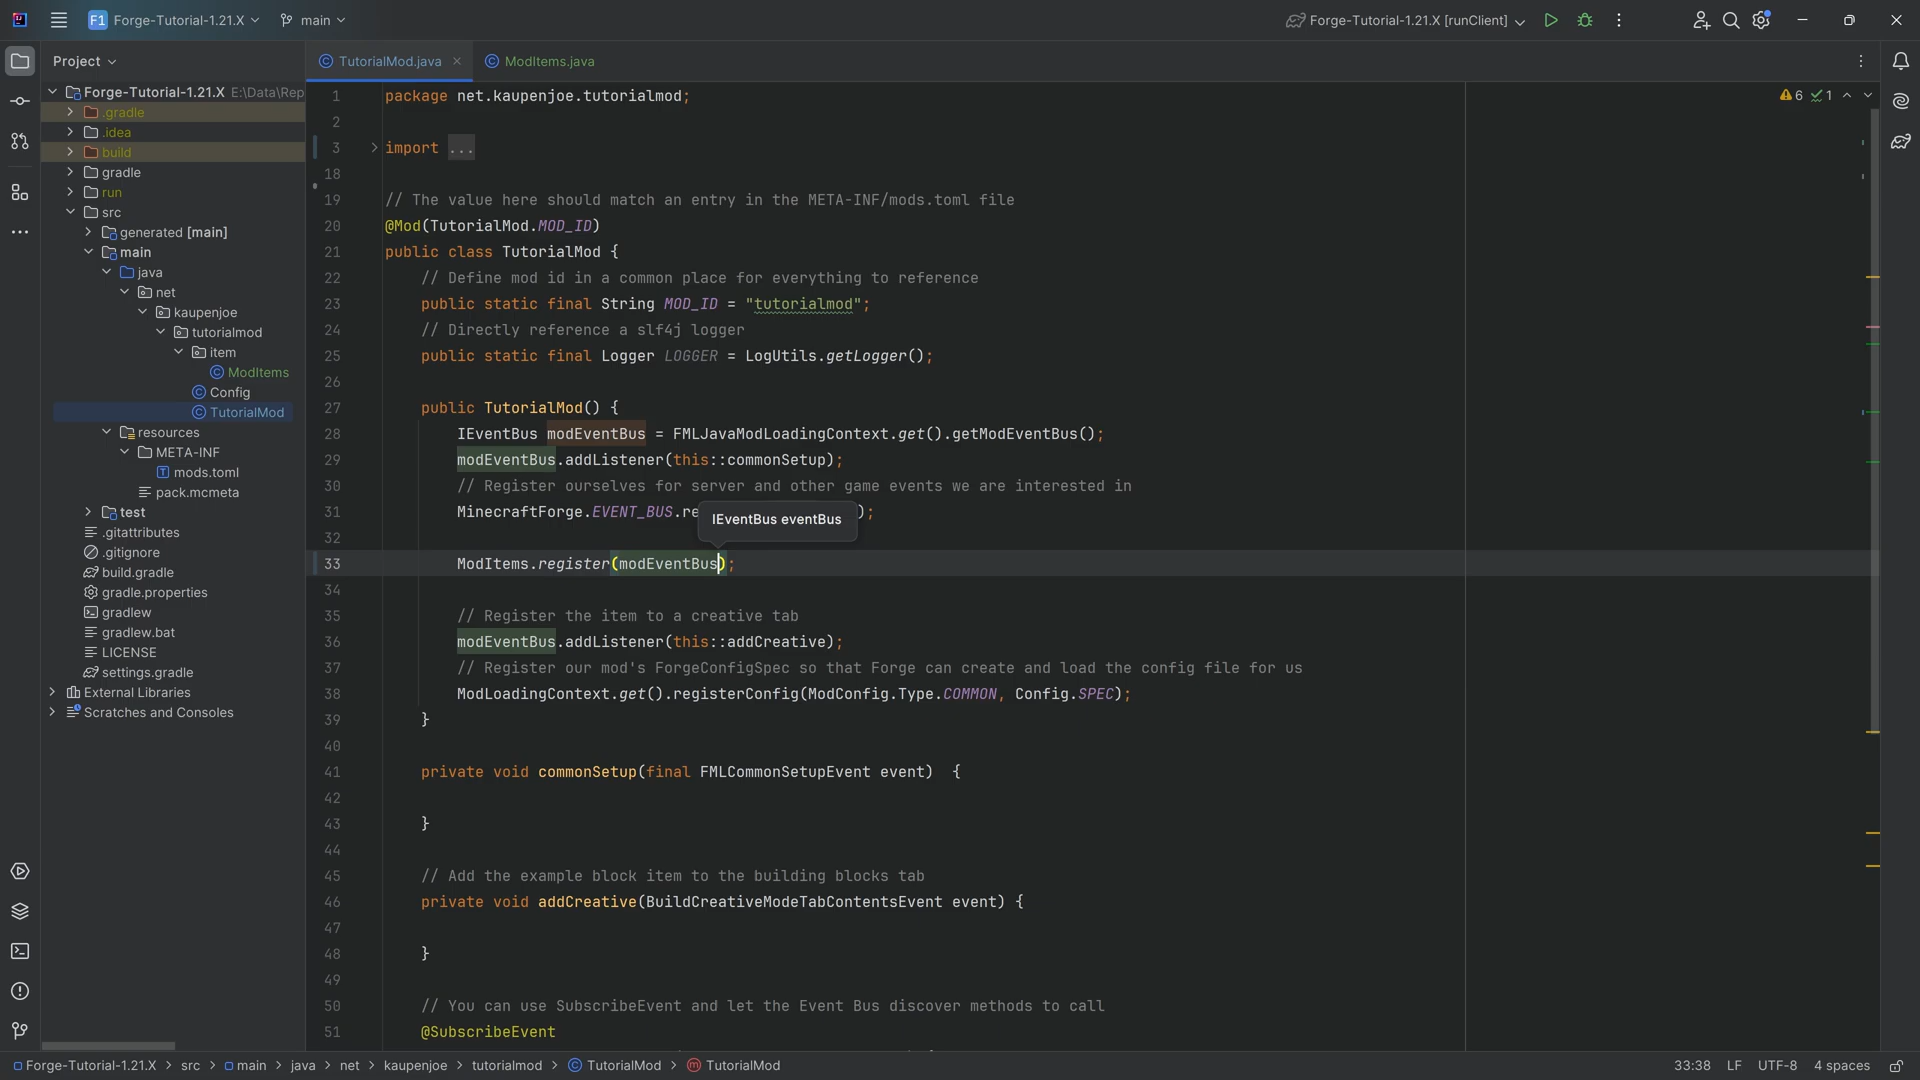 F1 Forge-Tutorial-1.21.X main Forge-Tutorial-1.21.X [runClient]
Project
Forge-Tutorial-1.21.X E:\Data\Rep
.gradle
.idea
build
gradle
run
src
generated [main]
main
java
net
kaupenjoe
tutorialmod
item
ModItems
Config
TutorialMod
resources
META-INF
mods.toml
pack.mcmeta
test
.gitattributes
.gitignore
build.gradle
gradle.properties
gradlew
gradlew.bat
LICENSE
settings.gradle
External Libraries
Scratches and Consoles
TutorialMod.java ModItems.java
6 1
1 package net.kaupenjoe.tutorialmod;
2
3 import ...
18
19 // The value here should match an entry in the META-INF/mods.toml file
20 @Mod(TutorialMod.MOD_ID)
21 public class TutorialMod {
22 // Define mod id in a common place for everything to reference
23 public static final String MOD_ID = "tutorialmod";
24 // Directly reference a slf4j logger
25 public static final Logger LOGGER = LogUtils.getLogger();
26
27 public TutorialMod() {
28 IEventBus modEventBus = FMLJavaModLoadingContext.get().getModEventBus();
29 modEventBus.addListener(this::commonSetup);
30 // Register ourselves for server and other game events we are interested in
31 MinecraftForge.EVENT_BUS.re );
IEventBus eventBus
32
33 ModItems.register(modEventBus);
34
35 // Register the item to a creative tab
36 modEventBus.addListener(this::addCreative);
37 // Register our mod's ForgeConfigSpec so that Forge can create and load the config file for us
38 ModLoadingContext.get().registerConfig(ModConfig.Type.COMMON, Config.SPEC);
39 }
40
41 private void commonSetup(final FMLCommonSetupEvent event) {
42
43 }
44
45 // Add the example block item to the building blocks tab
46 private void addCreative(BuildCreativeModeTabContentsEvent event) {
47
48 }
49
50 // You can use SubscribeEvent and let the Event Bus discover methods to call
51 @SubscribeEvent
Forge-Tutorial-1.21.X > src > main > java > net > kaupenjoe > tutorialmod > TutorialMod > TutorialMod 33:38 LF UTF-8 4 spaces